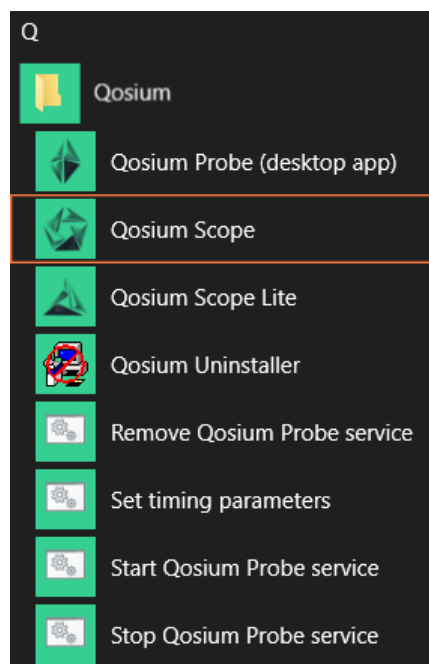 Q
Qosium
Qosium Probe (desktop app)
Qosium Scope
Qosium Scope Lite
Qosium Uninstaller
Remove Qosium Probe service
Set timing parameters
Start Qosium Probe service
Stop Qosium Probe service